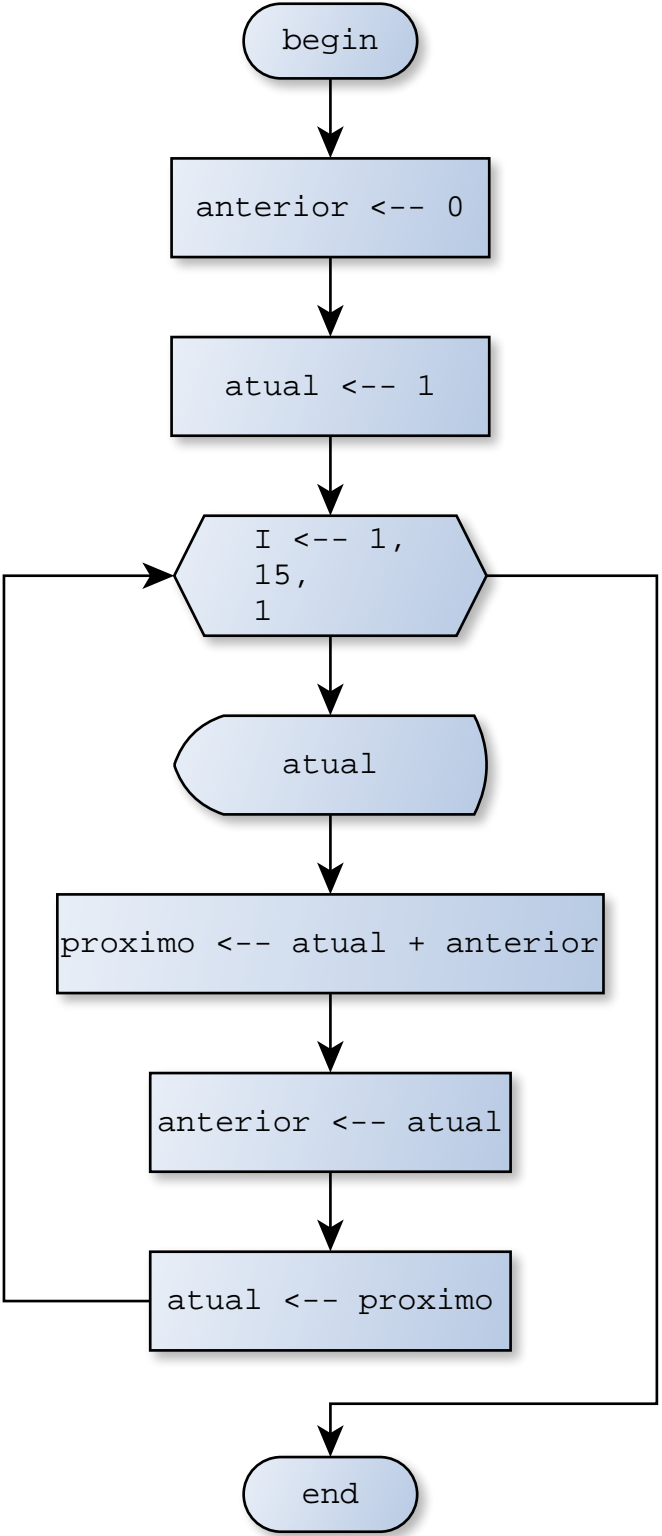 begin
anterior <-- 0
atual <-- 1
I <-- 1,
15,
1
atual
proximo <-- atual + anterior
anterior <-- atual
atual <-- proximo
end